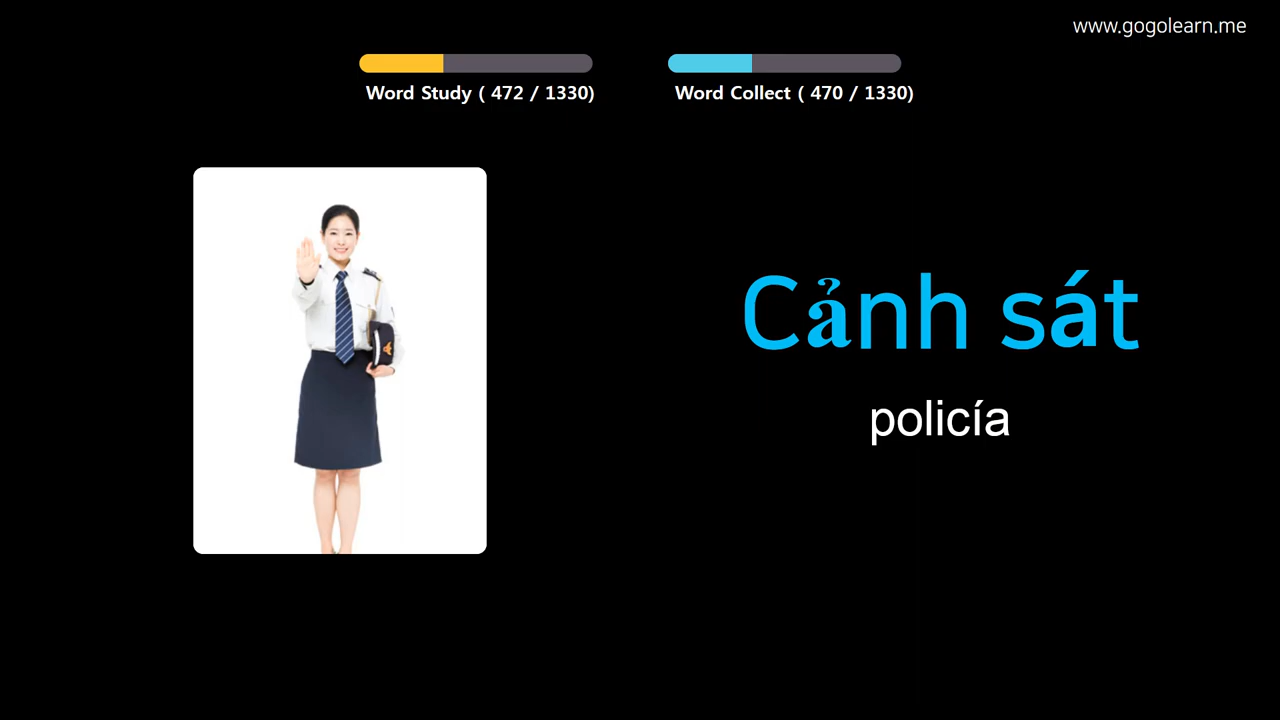 www.gogolearn.me
Word Study ( 472 / 1330)
Word Collect ( 470 / 1330)
Cảnh sát
policía